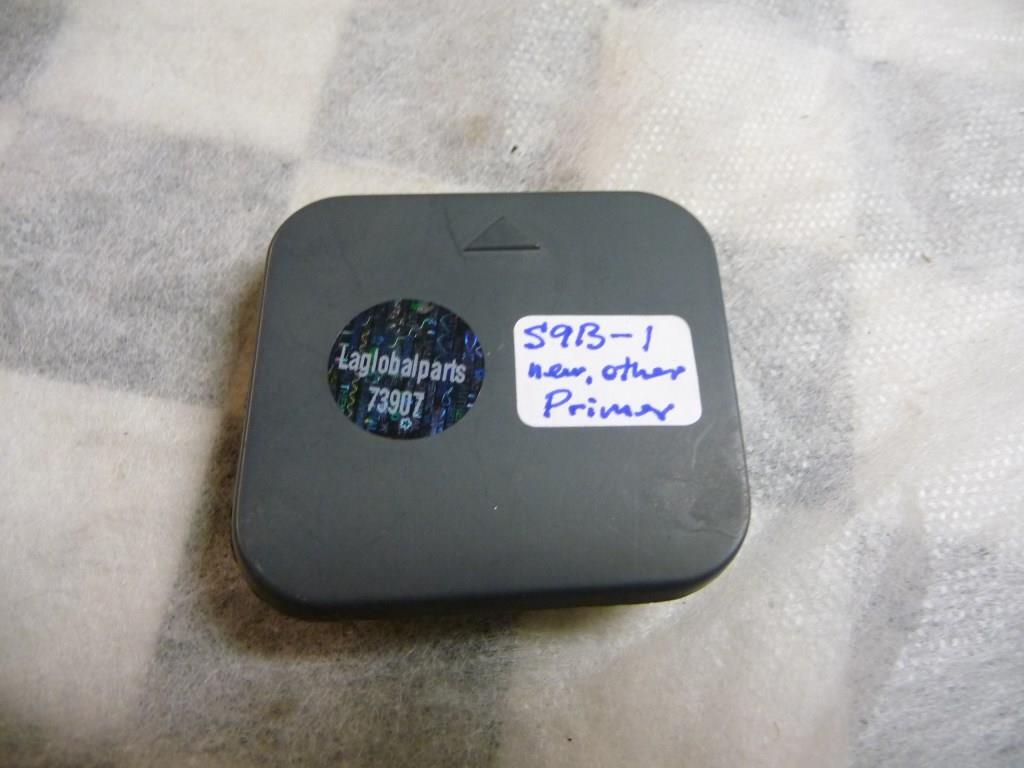 Laglobalparts
73907
S9B-1
new, other
Primer